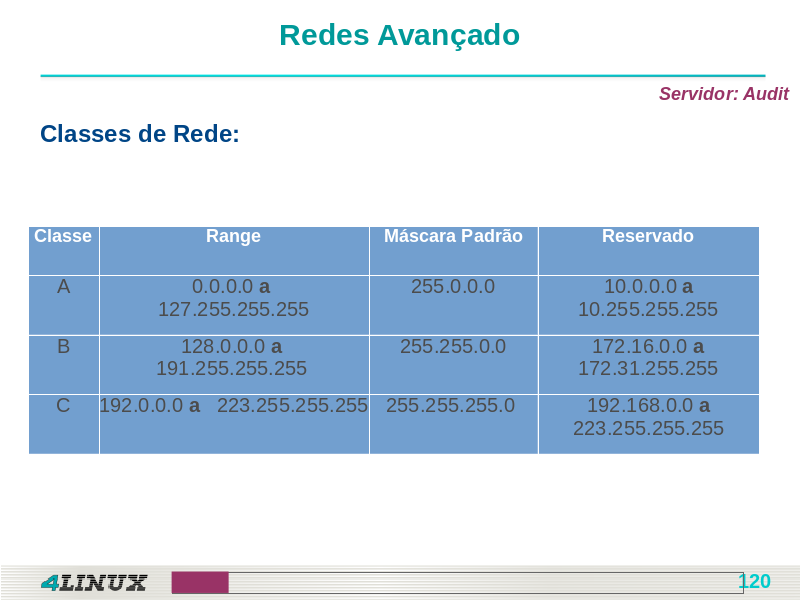 Redes Avançado
Servidor: Audit
Classes de Rede:
Classe Range Máscara Padrão Reservado
A 0.0.0.0 a 255.0.0.0 10.0.0.0 a
127.255.255.255 10.255.255.255
B 128.0.0.0 a 255.255.0.0 172.16.0.0 a
191.255.255.255 172.31.255.255
C 192.0.0.0 a 223.255.255.255 255.255.255.0 192.168.0.0 a
223.255.255.255
4LINUX 120